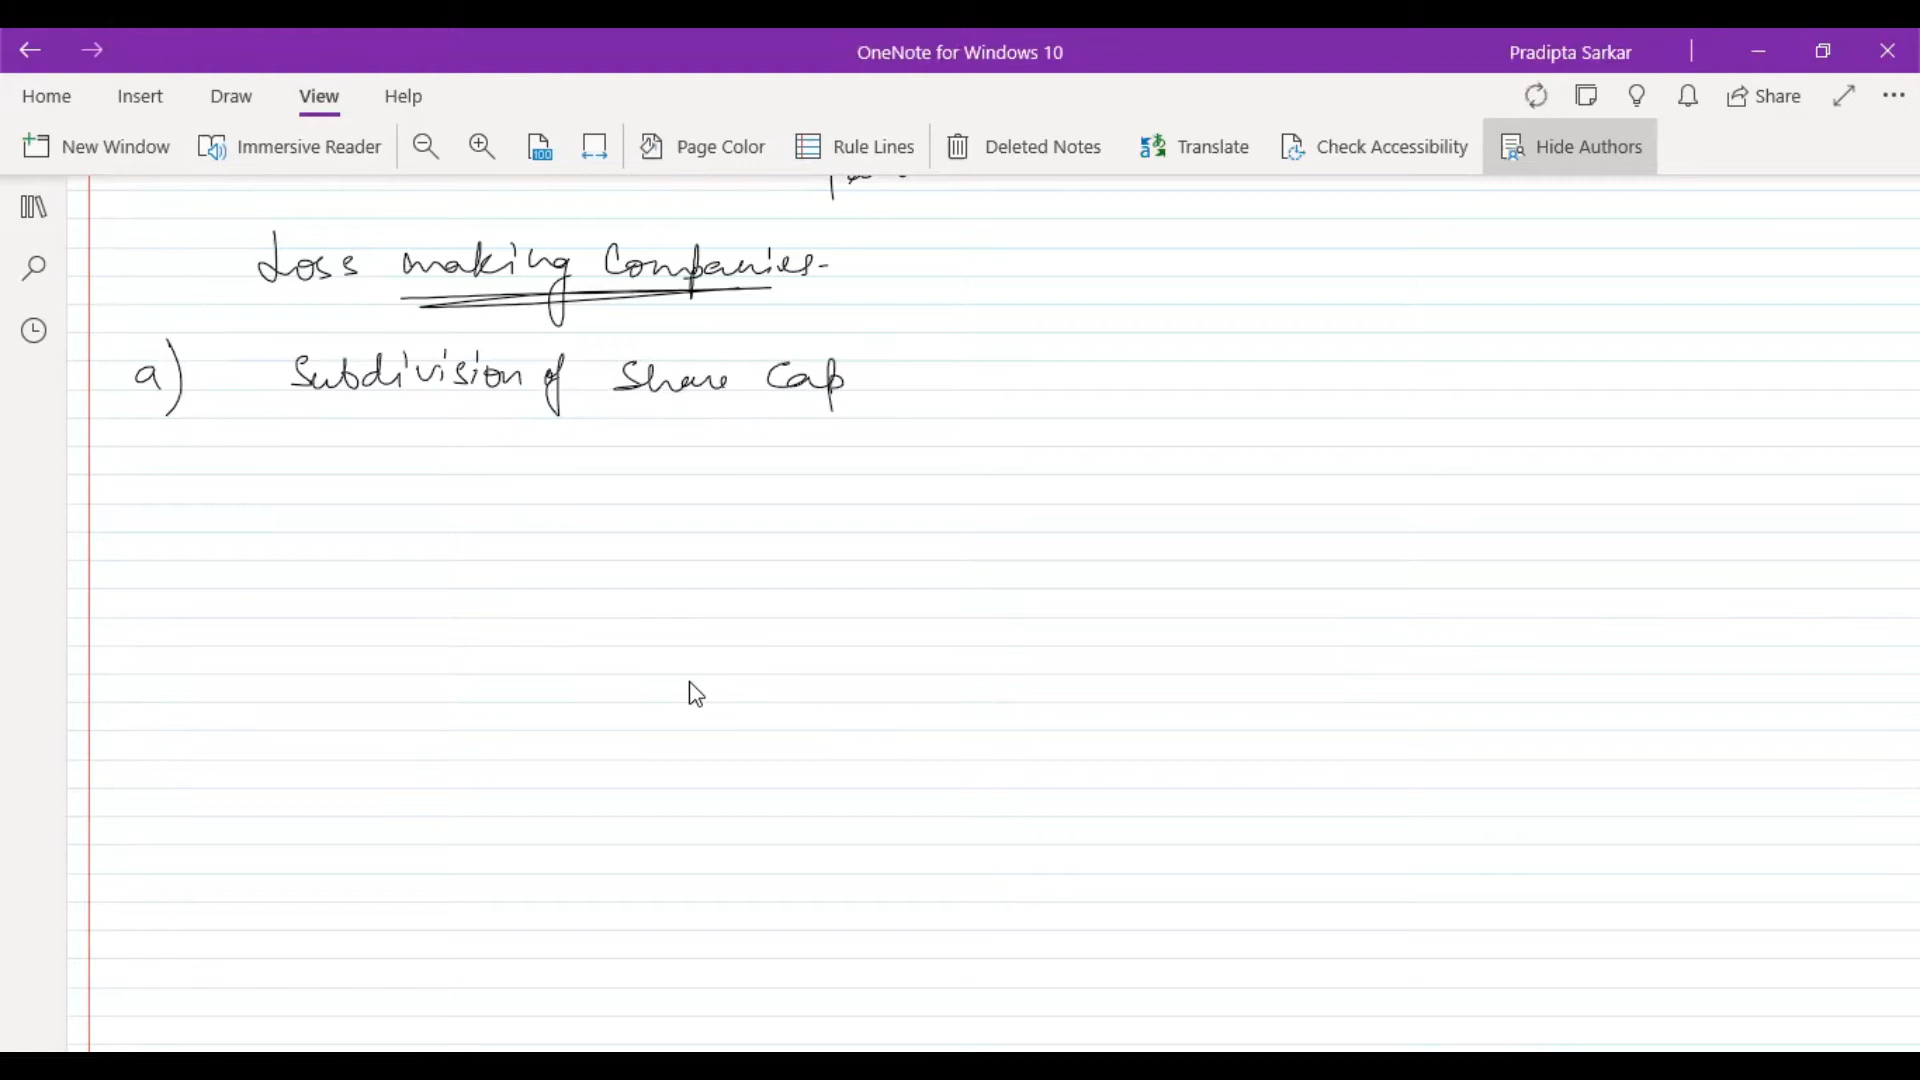 OneNote for Windows 10
Pradipta Sarkar
Home Insert Draw View Help
Share
New Window Immersive Reader 100 Page Color Rule Lines Deleted Notes Translate Check Accessibility Hide Authors
Loss making Companies-
a) Subdivision of Share Cap